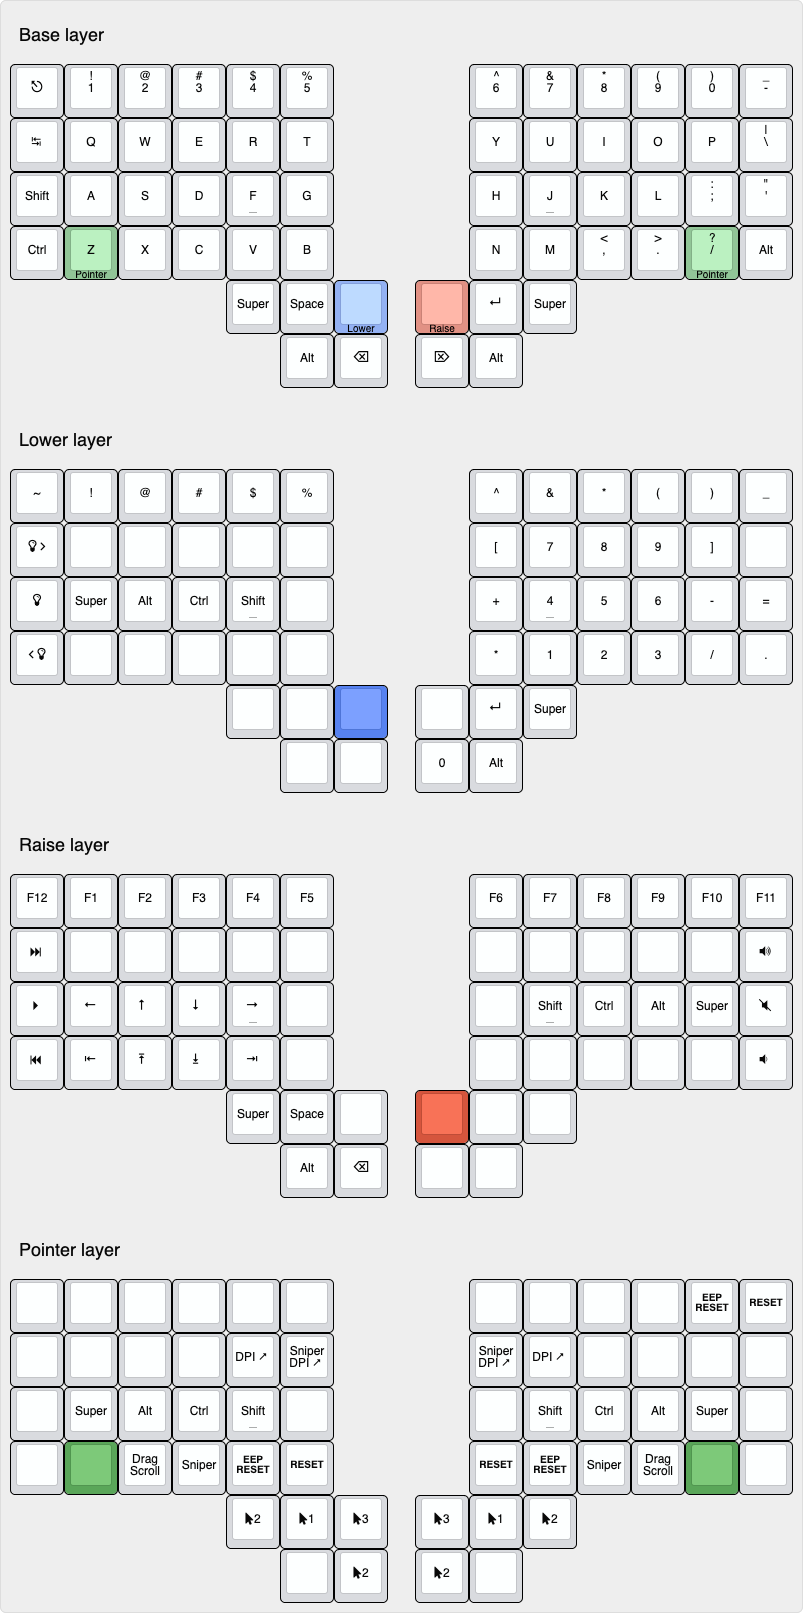 Base layer
! @ # $ % ^ & * ( ) _
1 2 3 4 5 6 7 8 9 0 -
↹ Q W E R T Y U I O P | \
Shift A S D F _ G H J _ K L : ; " '
Ctrl Z X C V B N M < , > . ? / Alt
Pointer Pointer
Super Space ↵ Super
Lower Raise
Alt ⌫ ⌦ Alt
Lower layer
~ ! @ # $ % ^ & * ( ) _
> [ 7 8 9 ]
Super Alt Ctrl Shift _ + 4 _ 5 6 - =
< * 1 2 3 / .
↵ Super
0 Alt
Raise layer
F12 F1 F2 F3 F4 F5 F6 F7 F8 F9 F10 F11
← ↑ ↓ → _ Shift _ Ctrl Alt Super
⇤ ⤒ ⤓ ⇥
Super Space
Alt ⌫
Pointer layer
EEP RESET RESET
DPI ↗ Sniper DPI ↗ Sniper DPI ↗ DPI ↗
Super Alt Ctrl Shift _ Shift _ Ctrl Alt Super
Drag Scroll Sniper EEP RESET RESET RESET EEP RESET Sniper Drag Scroll
2 1 3 3 1 2
2 2